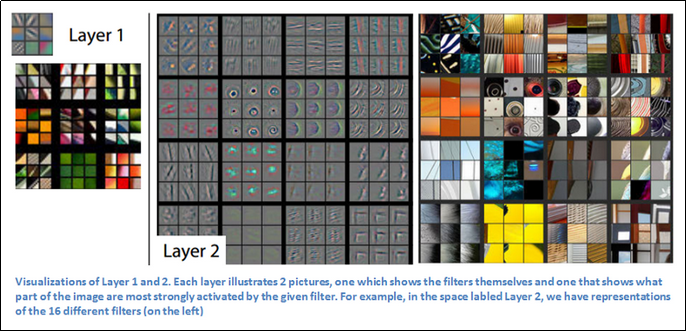 Layer 1
Layer 2
Visualizations of Layer 1 and 2. Each layer illustrates 2 pictures, one which shows the filters themselves and one that shows what
part of the image are most strongly activated by the given filter. For example, in the space labled Layer 2, we have representations
of the 16 different filters (on the left)